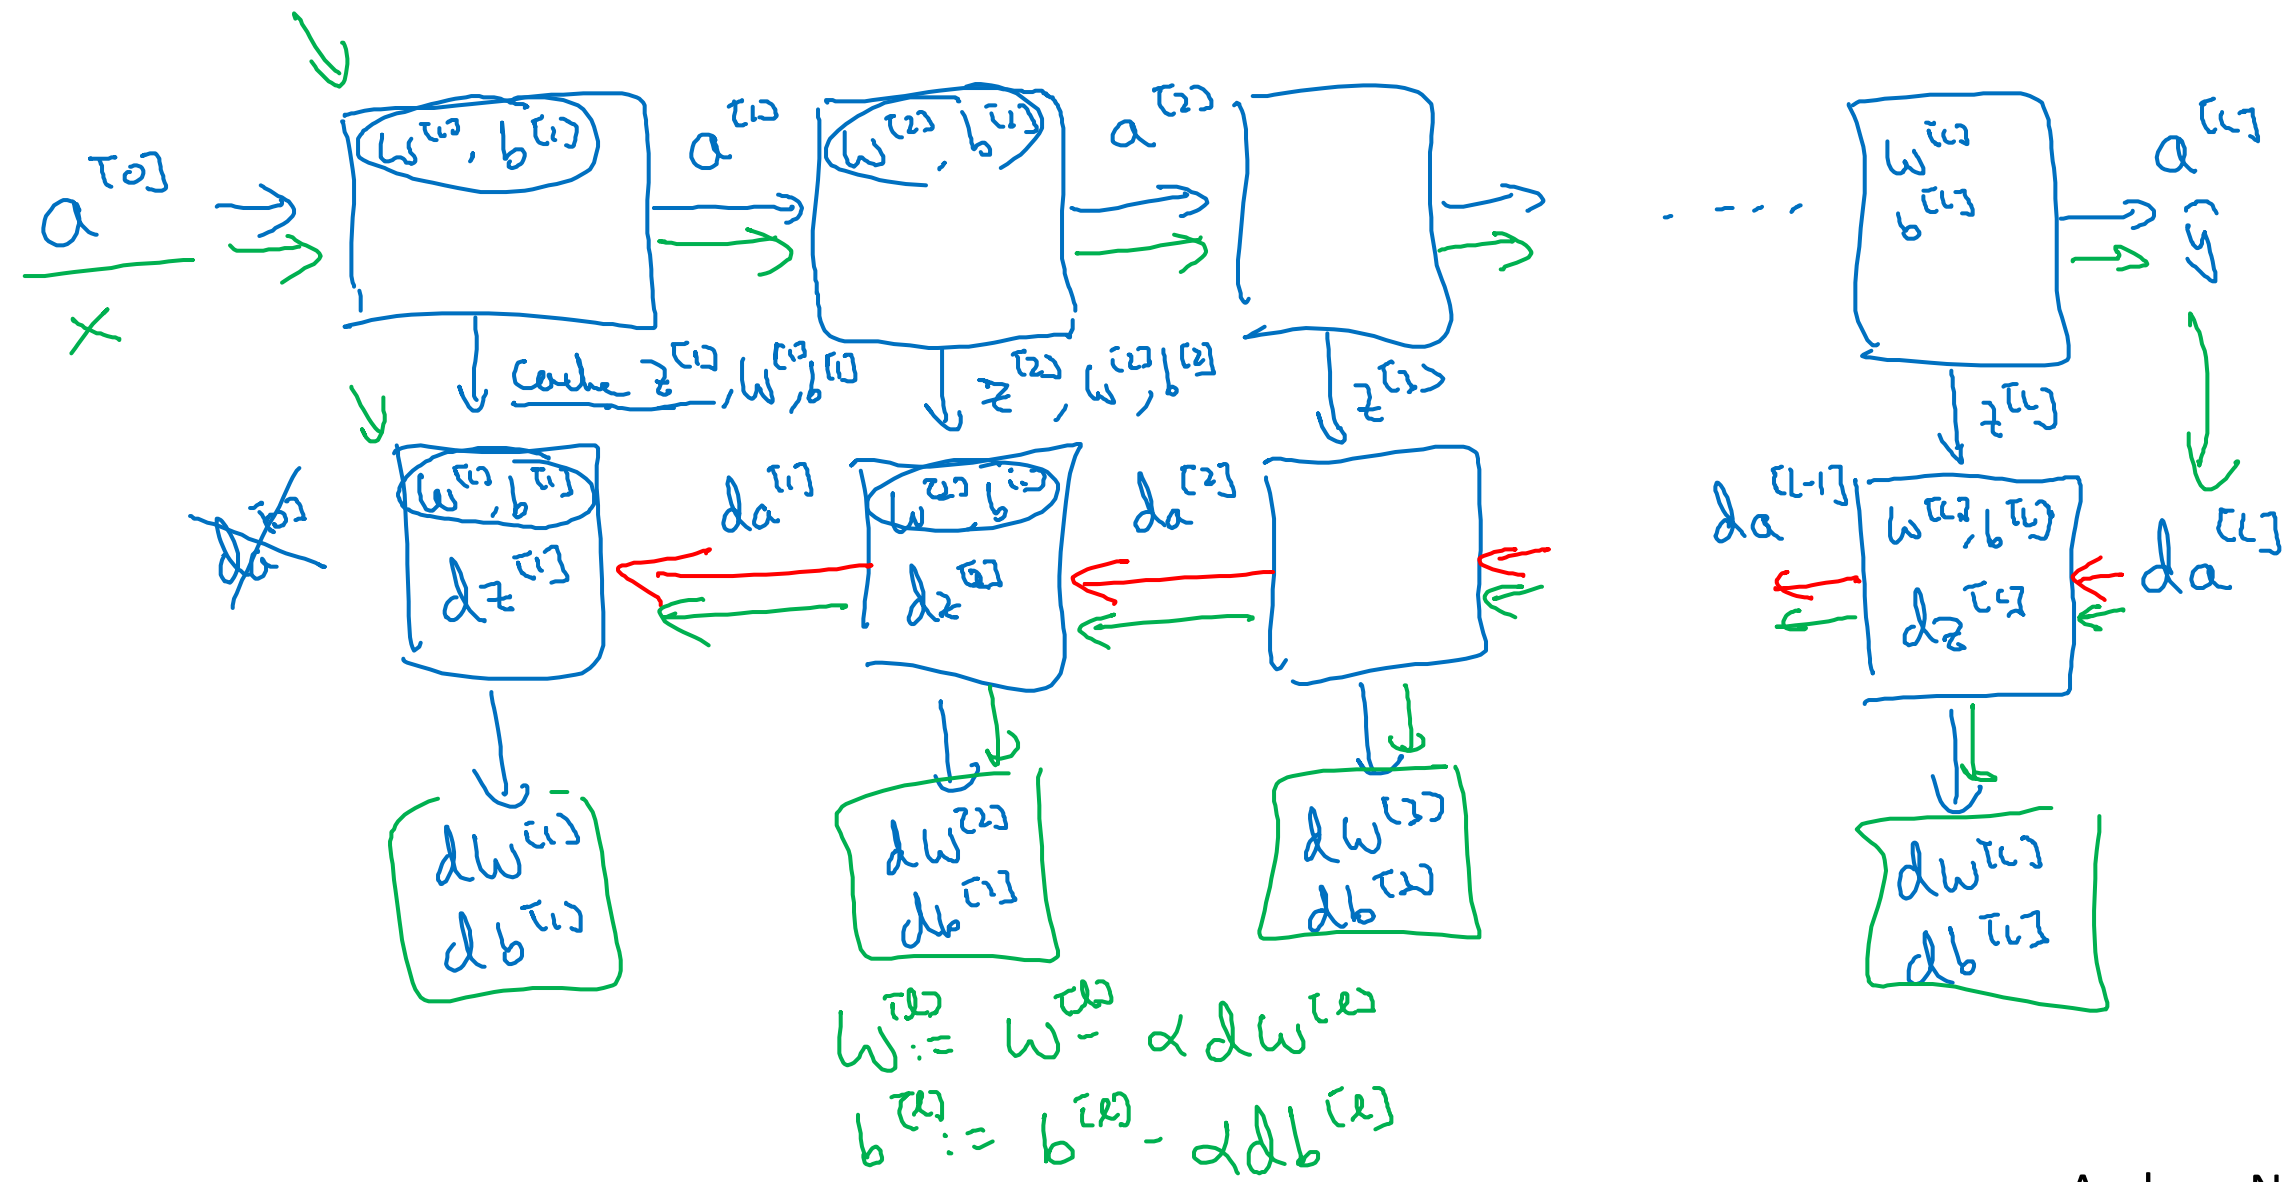 a^[0] w^[1], b^[1] a^[1] w^[2], b^[2] a^[2] w^[L] b^[L] a^[L] ŷ
x
cache z^[1], w^[1], b^[1] z^[2], w^[2], b^[2] z^[3] z^[L]
da^[0] w^[1], b^[1] da^[1] w^[2], b^[2] da^[2] da^[L-1] w^[L], b^[L] da^[L]
dz^[1] dz^[2] dz^[L]
dw^[1] dw^[2] dw^[3] dw^[L]
db^[1] db^[2] db^[3] db^[L]
w^[l] := w^[l] - αdw^[l]
b^[l] := b^[l] - αdb^[l]